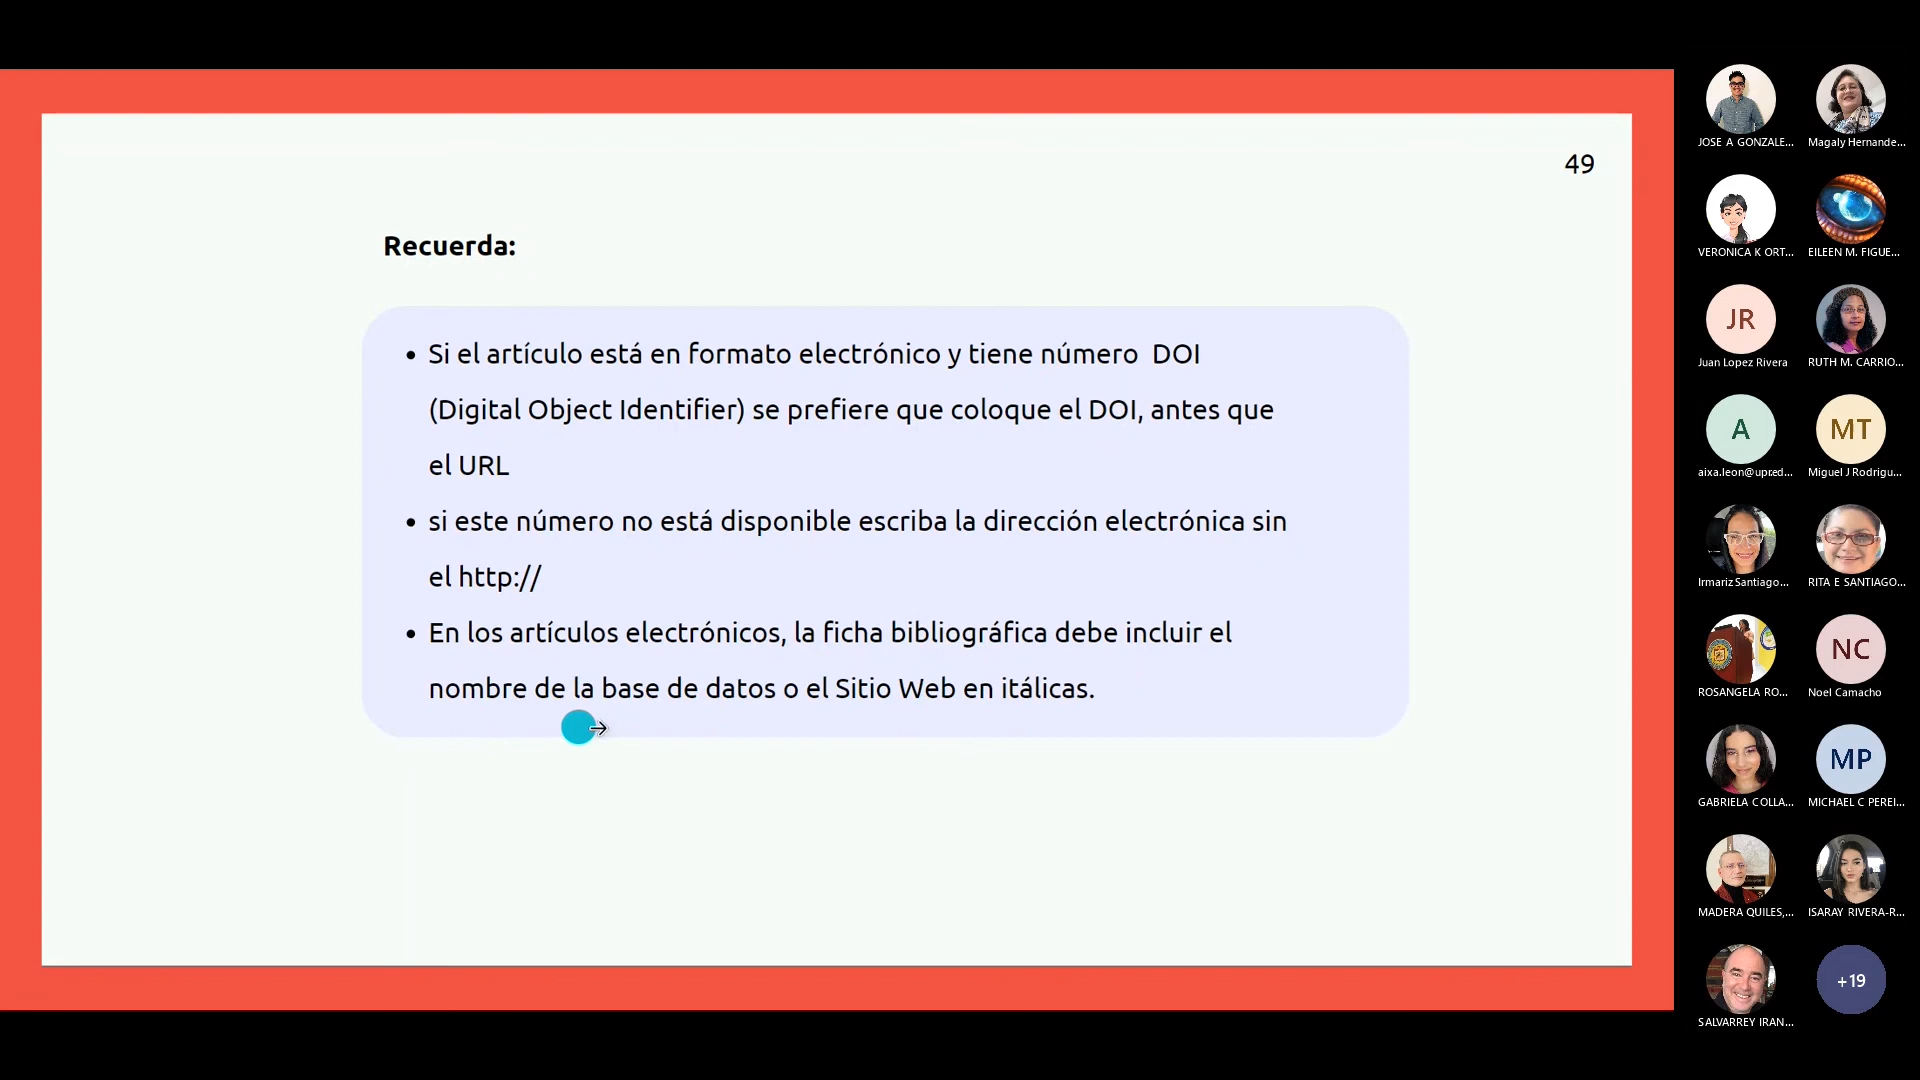 49
Recuerda:
• Si el artículo está en formato electrónico y tiene número DOI
(Digital Object Identifier) se prefiere que coloque el DOI, antes que
el URL
• si este número no está disponible escriba la dirección electrónica sin
el http://
• En los artículos electrónicos, la ficha bibliográfica debe incluir el
nombre de la base de datos o el Sitio Web en itálicas.
JOSE A GONZALE...
Magaly Hernande...
VERONICA K ORT...
EILEEN M. FIGUE...
JR
Juan Lopez Rivera
RUTH M. CARRIO...
A
aixa.leon@upr.ed...
MT
Miguel J Rodrigu...
Irmariz Santiago...
RITA E SANTIAGO...
ROSANGELA RO...
NC
Noel Camacho
GABRIELA COLLA...
MP
MICHAEL C PEREI...
MADERA QUILES,...
ISARAY RIVERA-R...
SALVARREY IRAN...
+19